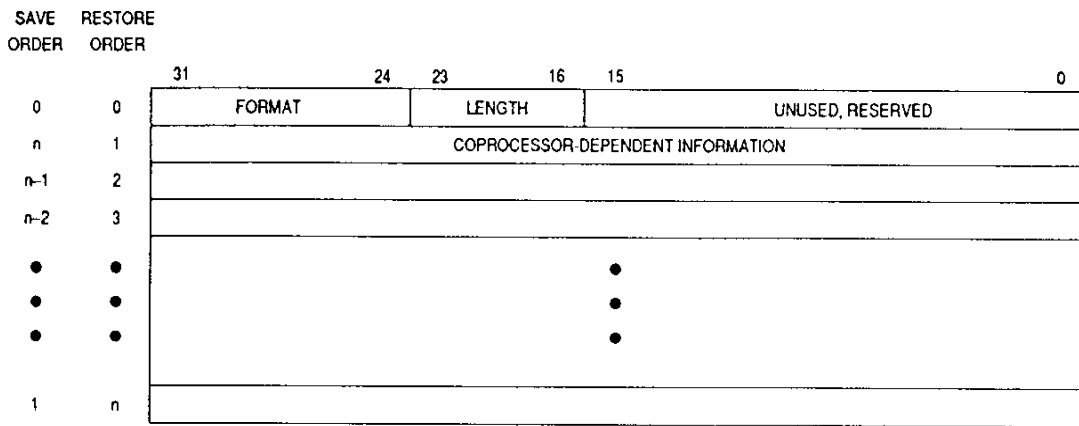 SAVE RESTORE
ORDER ORDER
31 24 23 16 15 0
0 0 FORMAT LENGTH UNUSED, RESERVED
n 1 COPROCESSOR-DEPENDENT INFORMATION
n–1 2
n–2 3
1 n